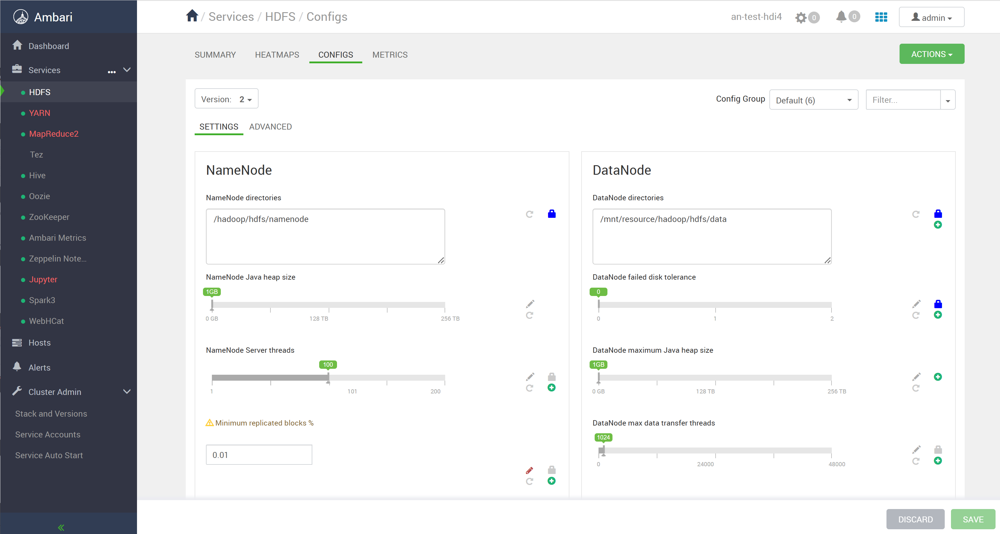 Ambari
/ Services / HDFS / Configs
an-test-hdi4
0
0
admin
Dashboard
Services
...
HDFS
YARN
MapReduce2
Tez
Hive
Oozie
ZooKeeper
Ambari Metrics
Zeppelin Note...
Jupyter
Spark3
WebHCat
Hosts
Alerts
Cluster Admin
Stack and Versions
Service Accounts
Service Auto Start
SUMMARY
HEATMAPS
CONFIGS
METRICS
ACTIONS
Version: 2
Config Group
Default (6)
Filter...
SETTINGS
ADVANCED
NameNode
NameNode directories
/hadoop/hdfs/namenode
NameNode Java heap size
1GB
0 GB 128 TB 256 TB
NameNode Server threads
100
1 101 200
Minimum replicated blocks %
0.01
DataNode
DataNode directories
/mnt/resource/hadoop/hdfs/data
DataNode failed disk tolerance
0
0 1 2
DataNode maximum Java heap size
1GB
0 GB 128 TB 256 TB
DataNode max data transfer threads
1024
0 24000 48000
DISCARD
SAVE